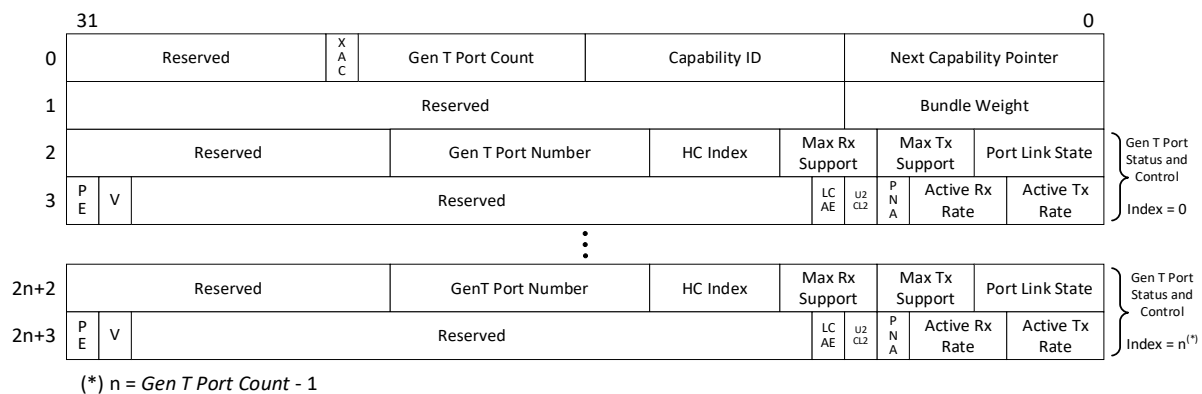 31 0
0 Reserved X A C Gen T Port Count Capability ID Next Capability Pointer
1 Reserved Bundle Weight
2 Reserved Gen T Port Number HC Index Max Rx Support Max Tx Support Port Link State
3 P E V Reserved LC AE U2 CL2 P N A Active Rx Rate Active Tx Rate
Gen T Port
Status and
Control
Index = 0
2n+2 Reserved GenT Port Number HC Index Max Rx Support Max Tx Support Port Link State
2n+3 P E V Reserved LC AE U2 CL2 P N A Active Rx Rate Active Tx Rate
Gen T Port
Status and
Control
Index = n(*)
(*) n = Gen T Port Count - 1